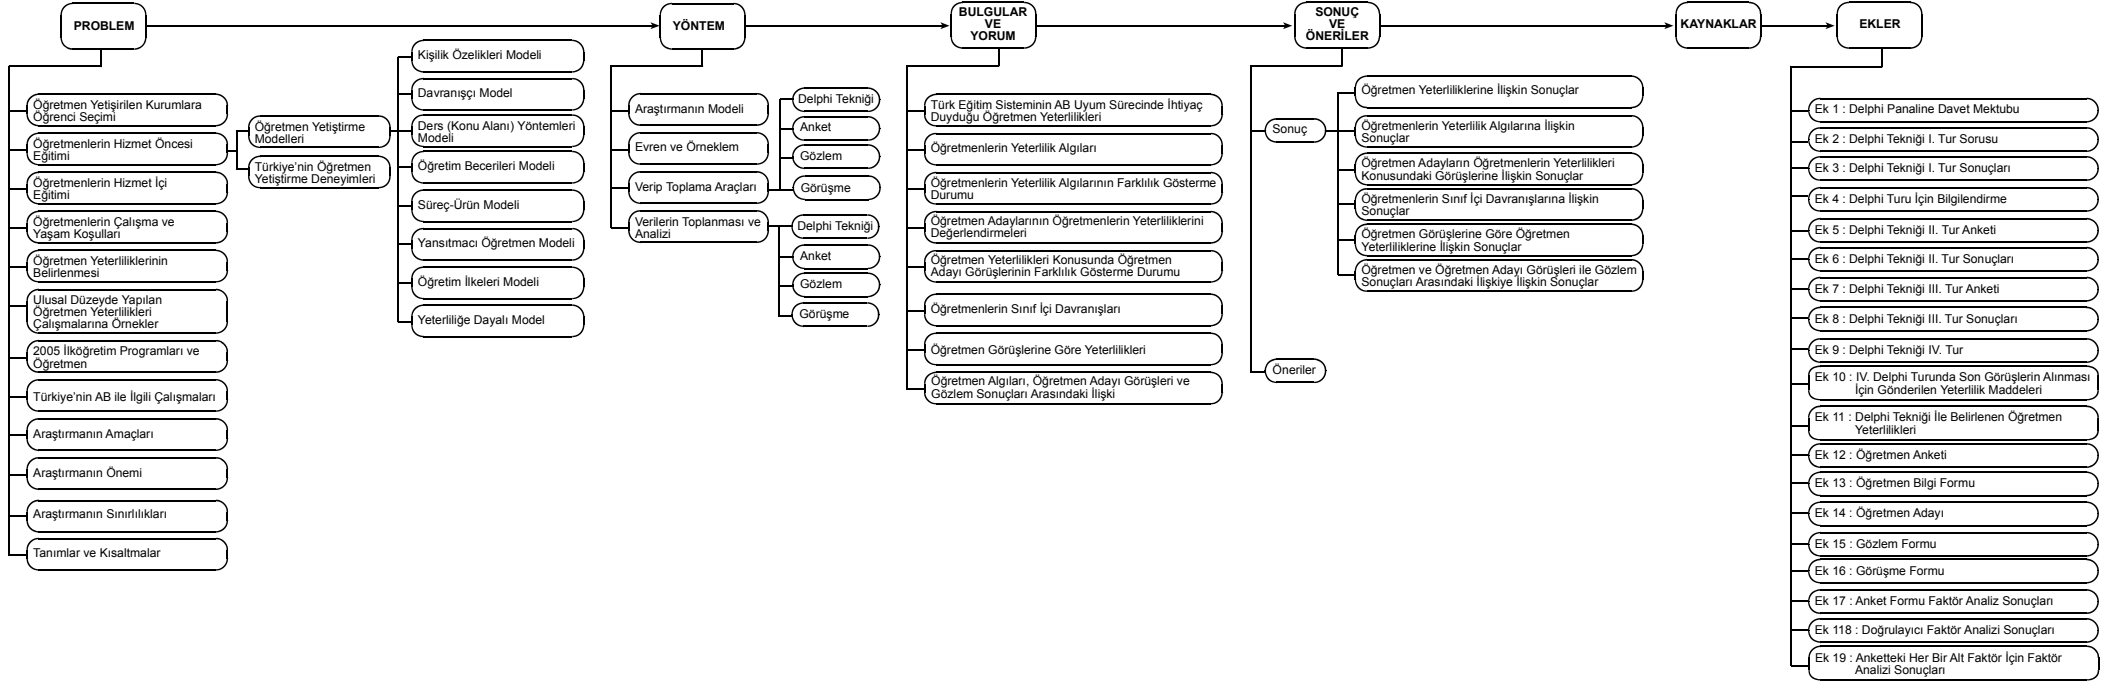 PROBLEM
Öğretmen Yetişirilen Kurumlara
Öğrenci Seçimi
Öğretmenlerin Hizmet Öncesi
Eğitimi
Öğretmen Yetiştirme
Modelleri
Kişilik Özelikleri Modeli
Davranışçı Model
Ders (Konu Alanı) Yöntemleri
Modeli
Öğretim Becerileri Modeli
Süreç-Ürün Modeli
Yansıtmacı Öğretmen Modeli
Öğretim İlkeleri Modeli
Yeterliliğe Dayalı Model
Türkiye’nin Öğretmen
Yetiştirme Deneyimleri
Öğretmenlerin Hizmet İçi
Eğitimi
Öğretmenlerin Çalışma ve
Yaşam Koşulları
Öğretmen Yeterliliklerinin
Belirlenmesi
Ulusal Düzeyde Yapılan
Öğretmen Yeterlilikleri
Çalışmalarına Örnekler
2005 İlköğretim Programları ve
Öğretmen
Türkiye’nin AB ile İlgili Çalışmaları
Araştırmanın Amaçları
Araştırmanın Önemi
Araştırmanın Sınırlılıkları
Tanımlar ve Kısaltmalar
YÖNTEM
Araştırmanın Modeli
Evren ve Örneklem
Verip Toplama Araçları
Delphi Tekniği
Anket
Gözlem
Görüşme
Verilerin Toplanması ve
Analizi
Delphi Tekniği
Anket
Gözlem
Görüşme
BULGULAR
VE
YORUM
Türk Eğitim Sisteminin AB Uyum Sürecinde İhtiyaç
Duyduğu Öğretmen Yeterlilikleri
Öğretmenlerin Yeterlilik Algıları
Öğretmenlerin Yeterlilik Algılarının Farklılık Gösterme
Durumu
Öğretmen Adaylarının Öğretmenlerin Yeterliliklerini
Değerlendirmeleri
Öğretmen Yeterlilikleri Konusunda Öğretmen
Adayı Görüşlerinin Farklılık Gösterme Durumu
Öğretmenlerin Sınıf İçi Davranışları
Öğretmen Görüşlerine Göre Yeterlilikleri
Öğretmen Algıları, Öğretmen Adayı Görüşleri ve
Gözlem Sonuçları Arasındaki İlişki
SONUÇ
VE
ÖNERİLER
Sonuç
Öğretmen Yeterliliklerine İlişkin Sonuçlar
Öğretmenlerin Yeterlilik Algılarına İlişkin
Sonuçlar
Öğretmen Adayların Öğretmenlerin Yeterlilikleri
Konusundaki Görüşlerine İlişkin Sonuçlar
Öğretmenlerin Sınıf İçi Davranışlarına İlişkin
Sonuçlar
Öğretmen Görüşlerine Göre Öğretmen
Yeterliliklerine İlişkin Sonuçlar
Öğretmen ve Öğretmen Adayı Görüşleri ile Gözlem
Sonuçları Arasındaki İlişkiye İlişkin Sonuçlar
Öneriler
KAYNAKLAR
EKLER
Ek 1 : Delphi Panaline Davet Mektubu
Ek 2 : Delphi Tekniği I. Tur Sorusu
Ek 3 : Delphi Tekniği I. Tur Sonuçları
Ek 4 : Delphi Turu İçin Bilgilendirme
Ek 5 : Delphi Tekniği II. Tur Anketi
Ek 6 : Delphi Tekniği II. Tur Sonuçları
Ek 7 : Delphi Tekniği III. Tur Anketi
Ek 8 : Delphi Tekniği III. Tur Sonuçları
Ek 9 : Delphi Tekniği IV. Tur
Ek 10 : IV. Delphi Turunda Son Görüşlerin Alınması
İçin Gönderilen Yeterlilik Maddeleri
Ek 11 : Delphi Tekniği İle Belirlenen Öğretmen
Yeterlilikleri
Ek 12 : Öğretmen Anketi
Ek 13 : Öğretmen Bilgi Formu
Ek 14 : Öğretmen Adayı
Ek 15 : Gözlem Formu
Ek 16 : Görüşme Formu
Ek 17 : Anket Formu Faktör Analiz Sonuçları
Ek 118 : Doğrulayıcı Faktör Analizi Sonuçları
Ek 19 : Anketteki Her Bir Alt Faktör İçin Faktör
Analizi Sonuçları